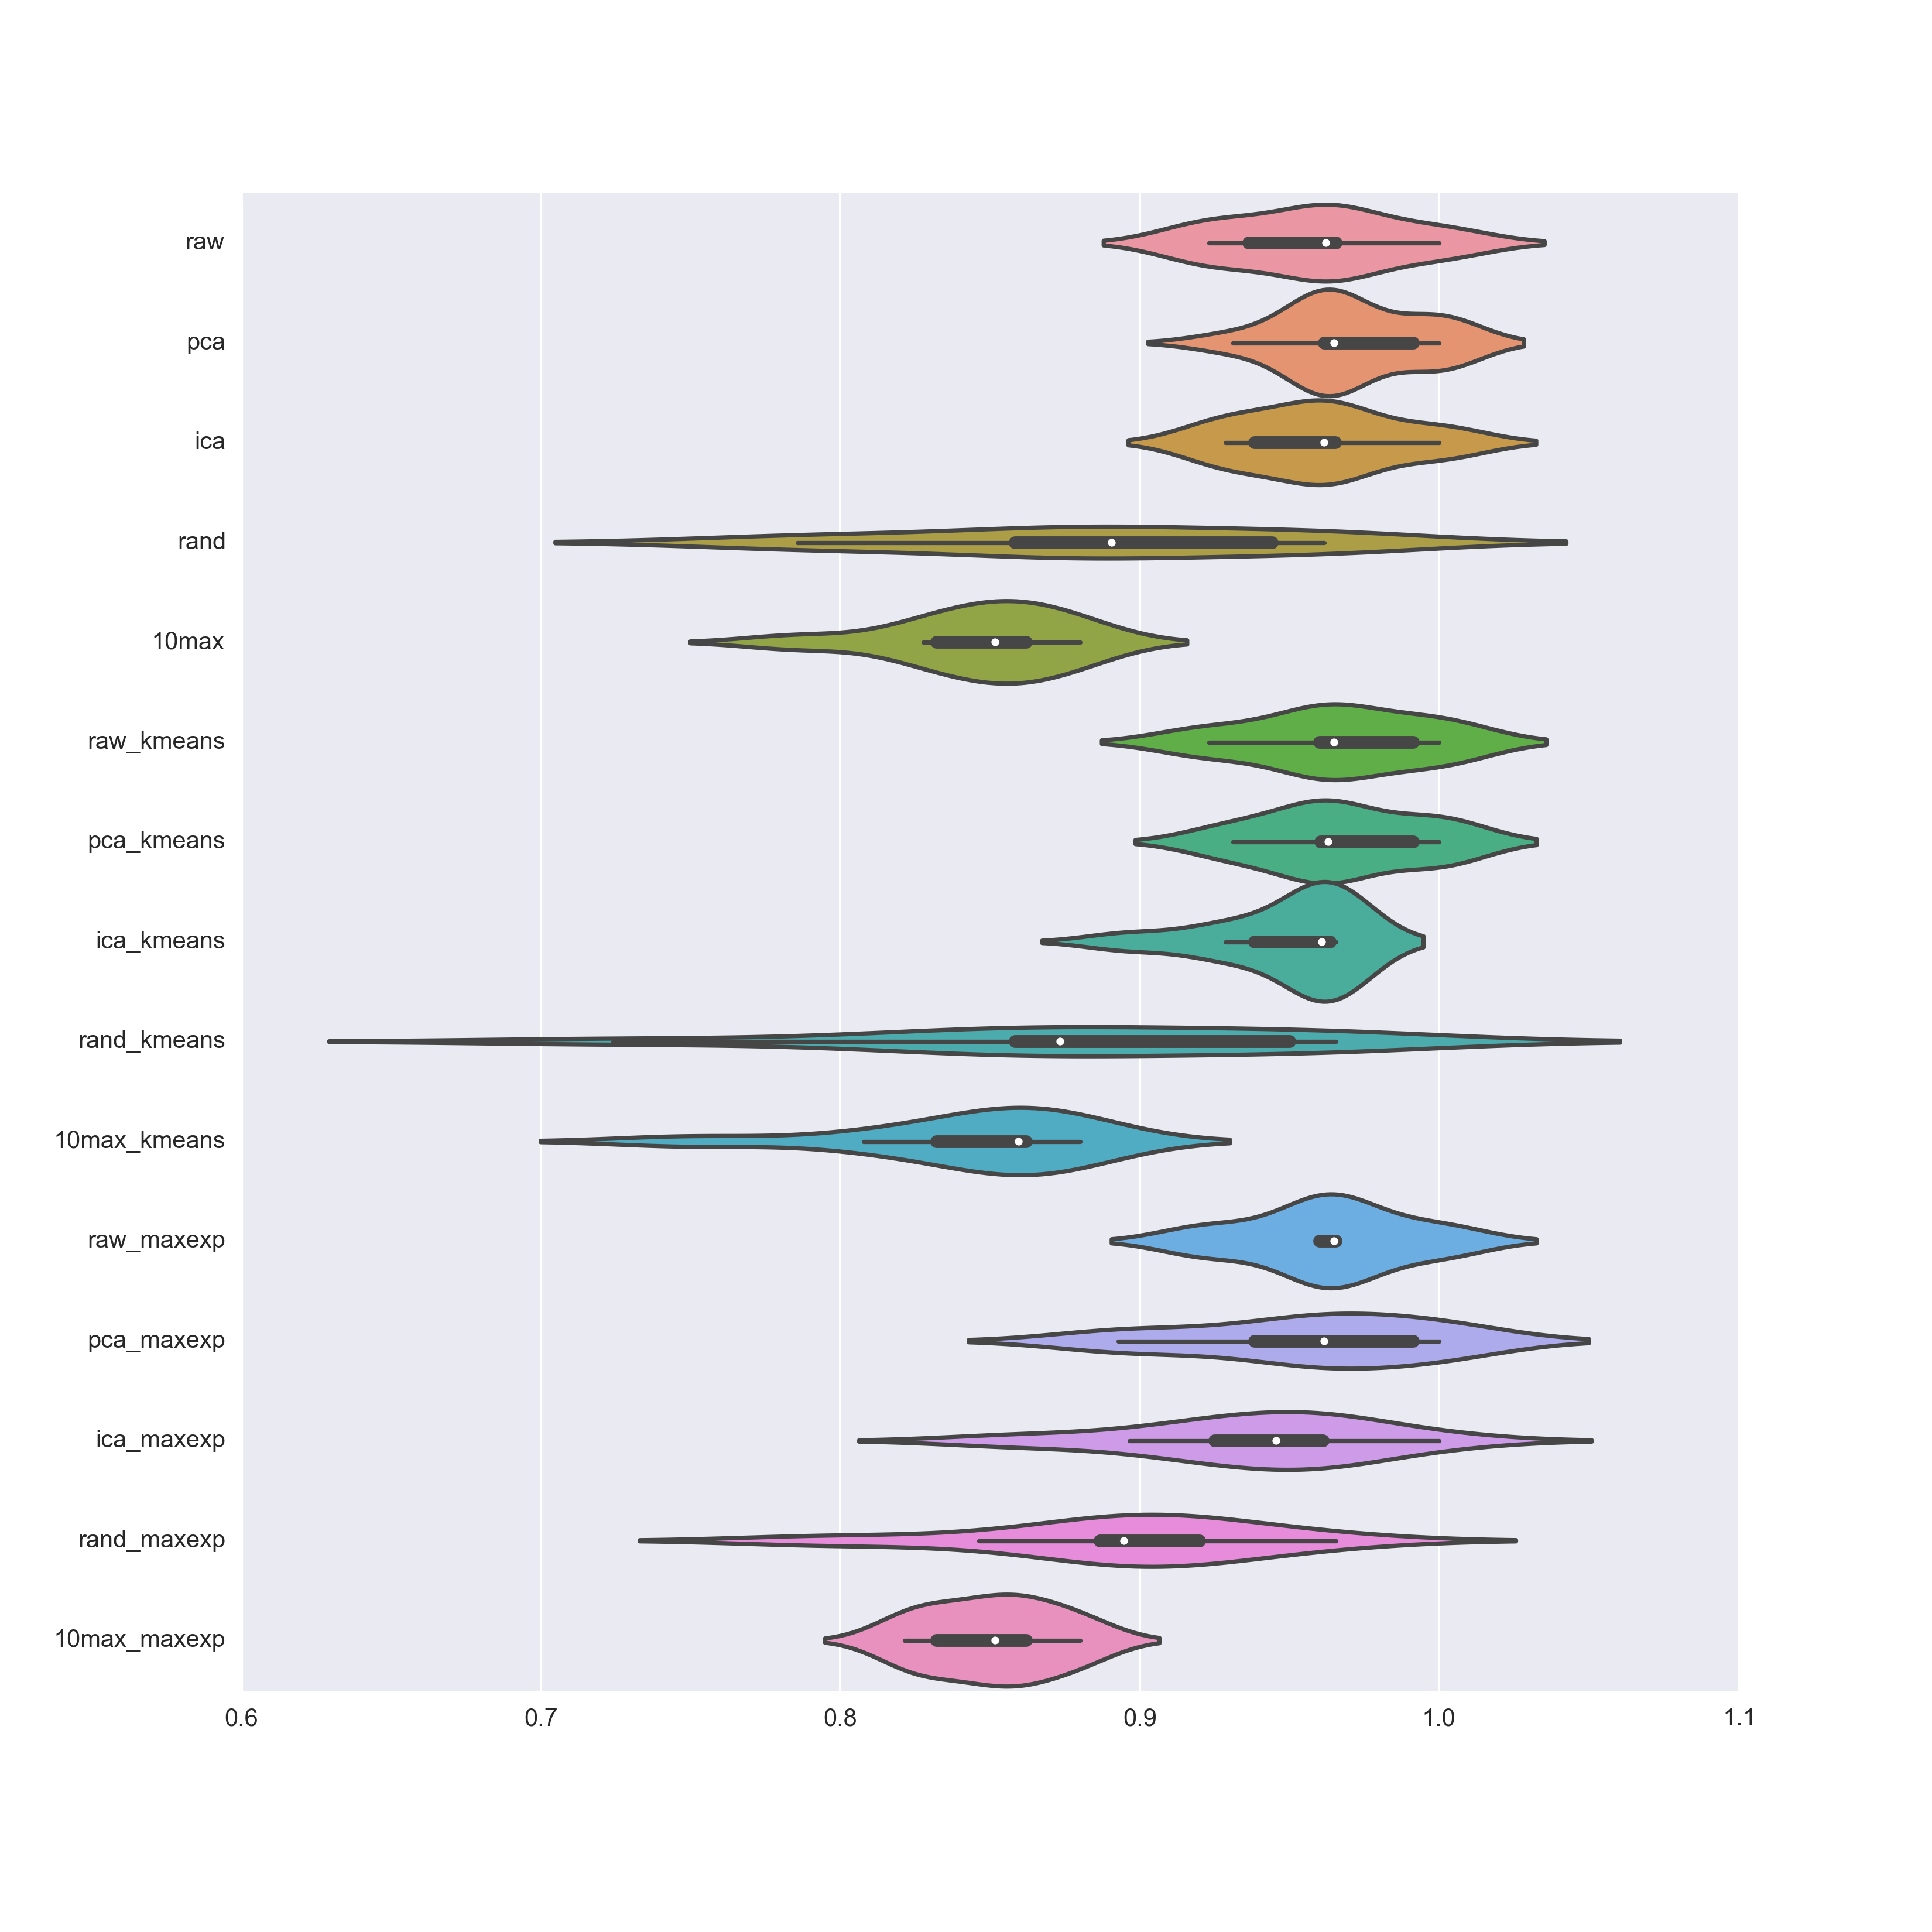 raw
pca
ica
rand
10max
raw_kmeans
pca_kmeans
ica_kmeans
rand_kmeans
10max_kmeans
raw_maxexp
pca_maxexp
ica_maxexp
rand_maxexp
10max_maxexp
0.6 0.7 0.8 0.9 1.0 1.1